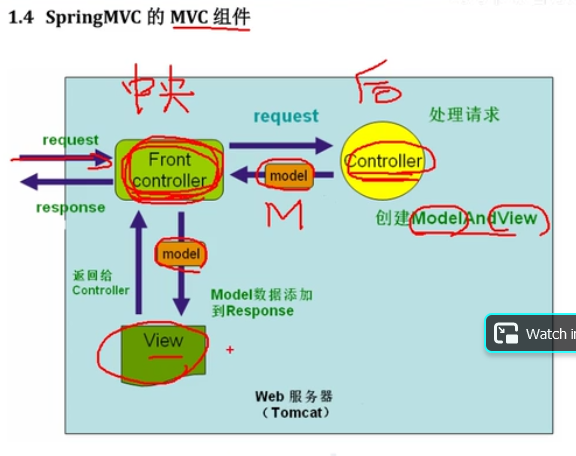 1.4 SpringMVC 的 MVC 组件
中央
后
request
处理请求
request
Front
controller
Controller
model
response
M
创建ModelAndView
model
返回给
Controller
Model数据添加
到Response
View
Watch in
Web 服务器
(Tomcat)